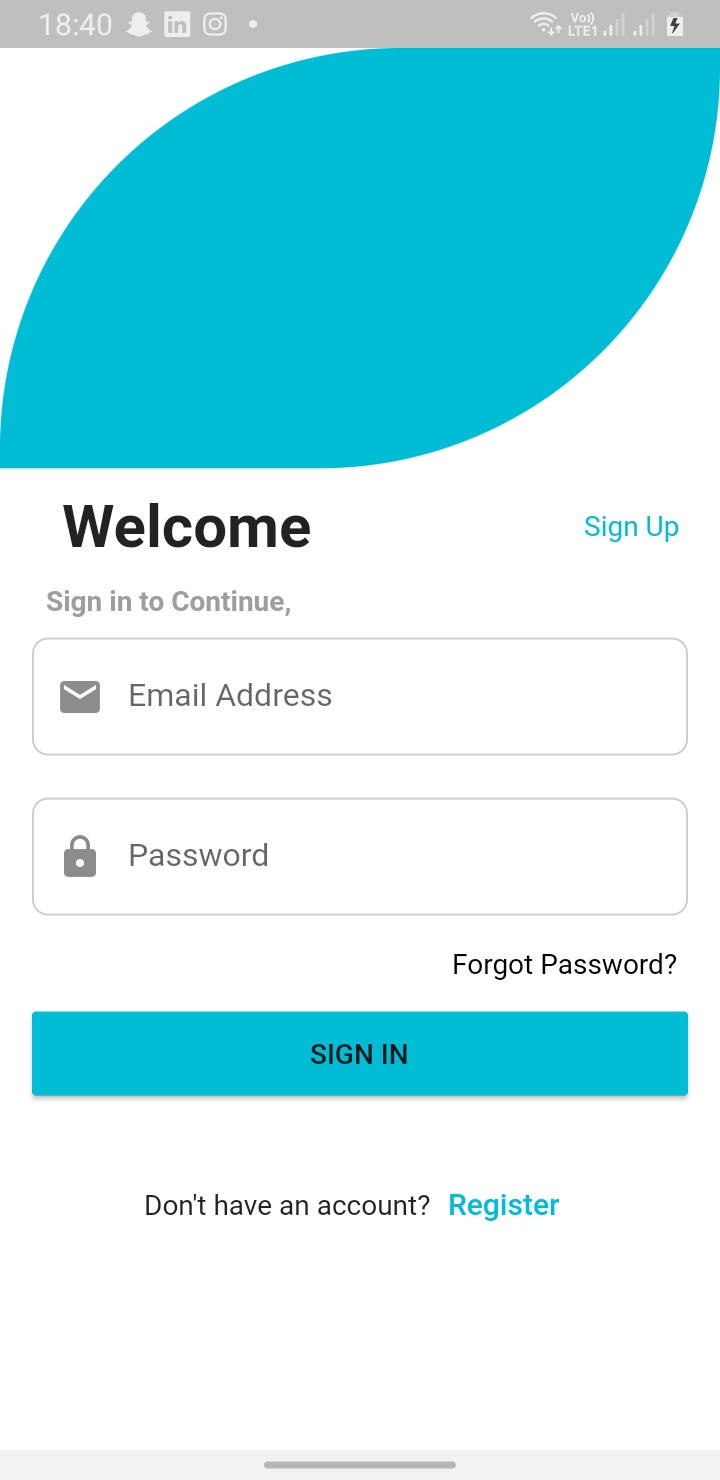 18:40 Vo)) LTE1
Welcome Sign Up
Sign in to Continue,
Email Address
Password
Forgot Password?
SIGN IN
Don't have an account? Register